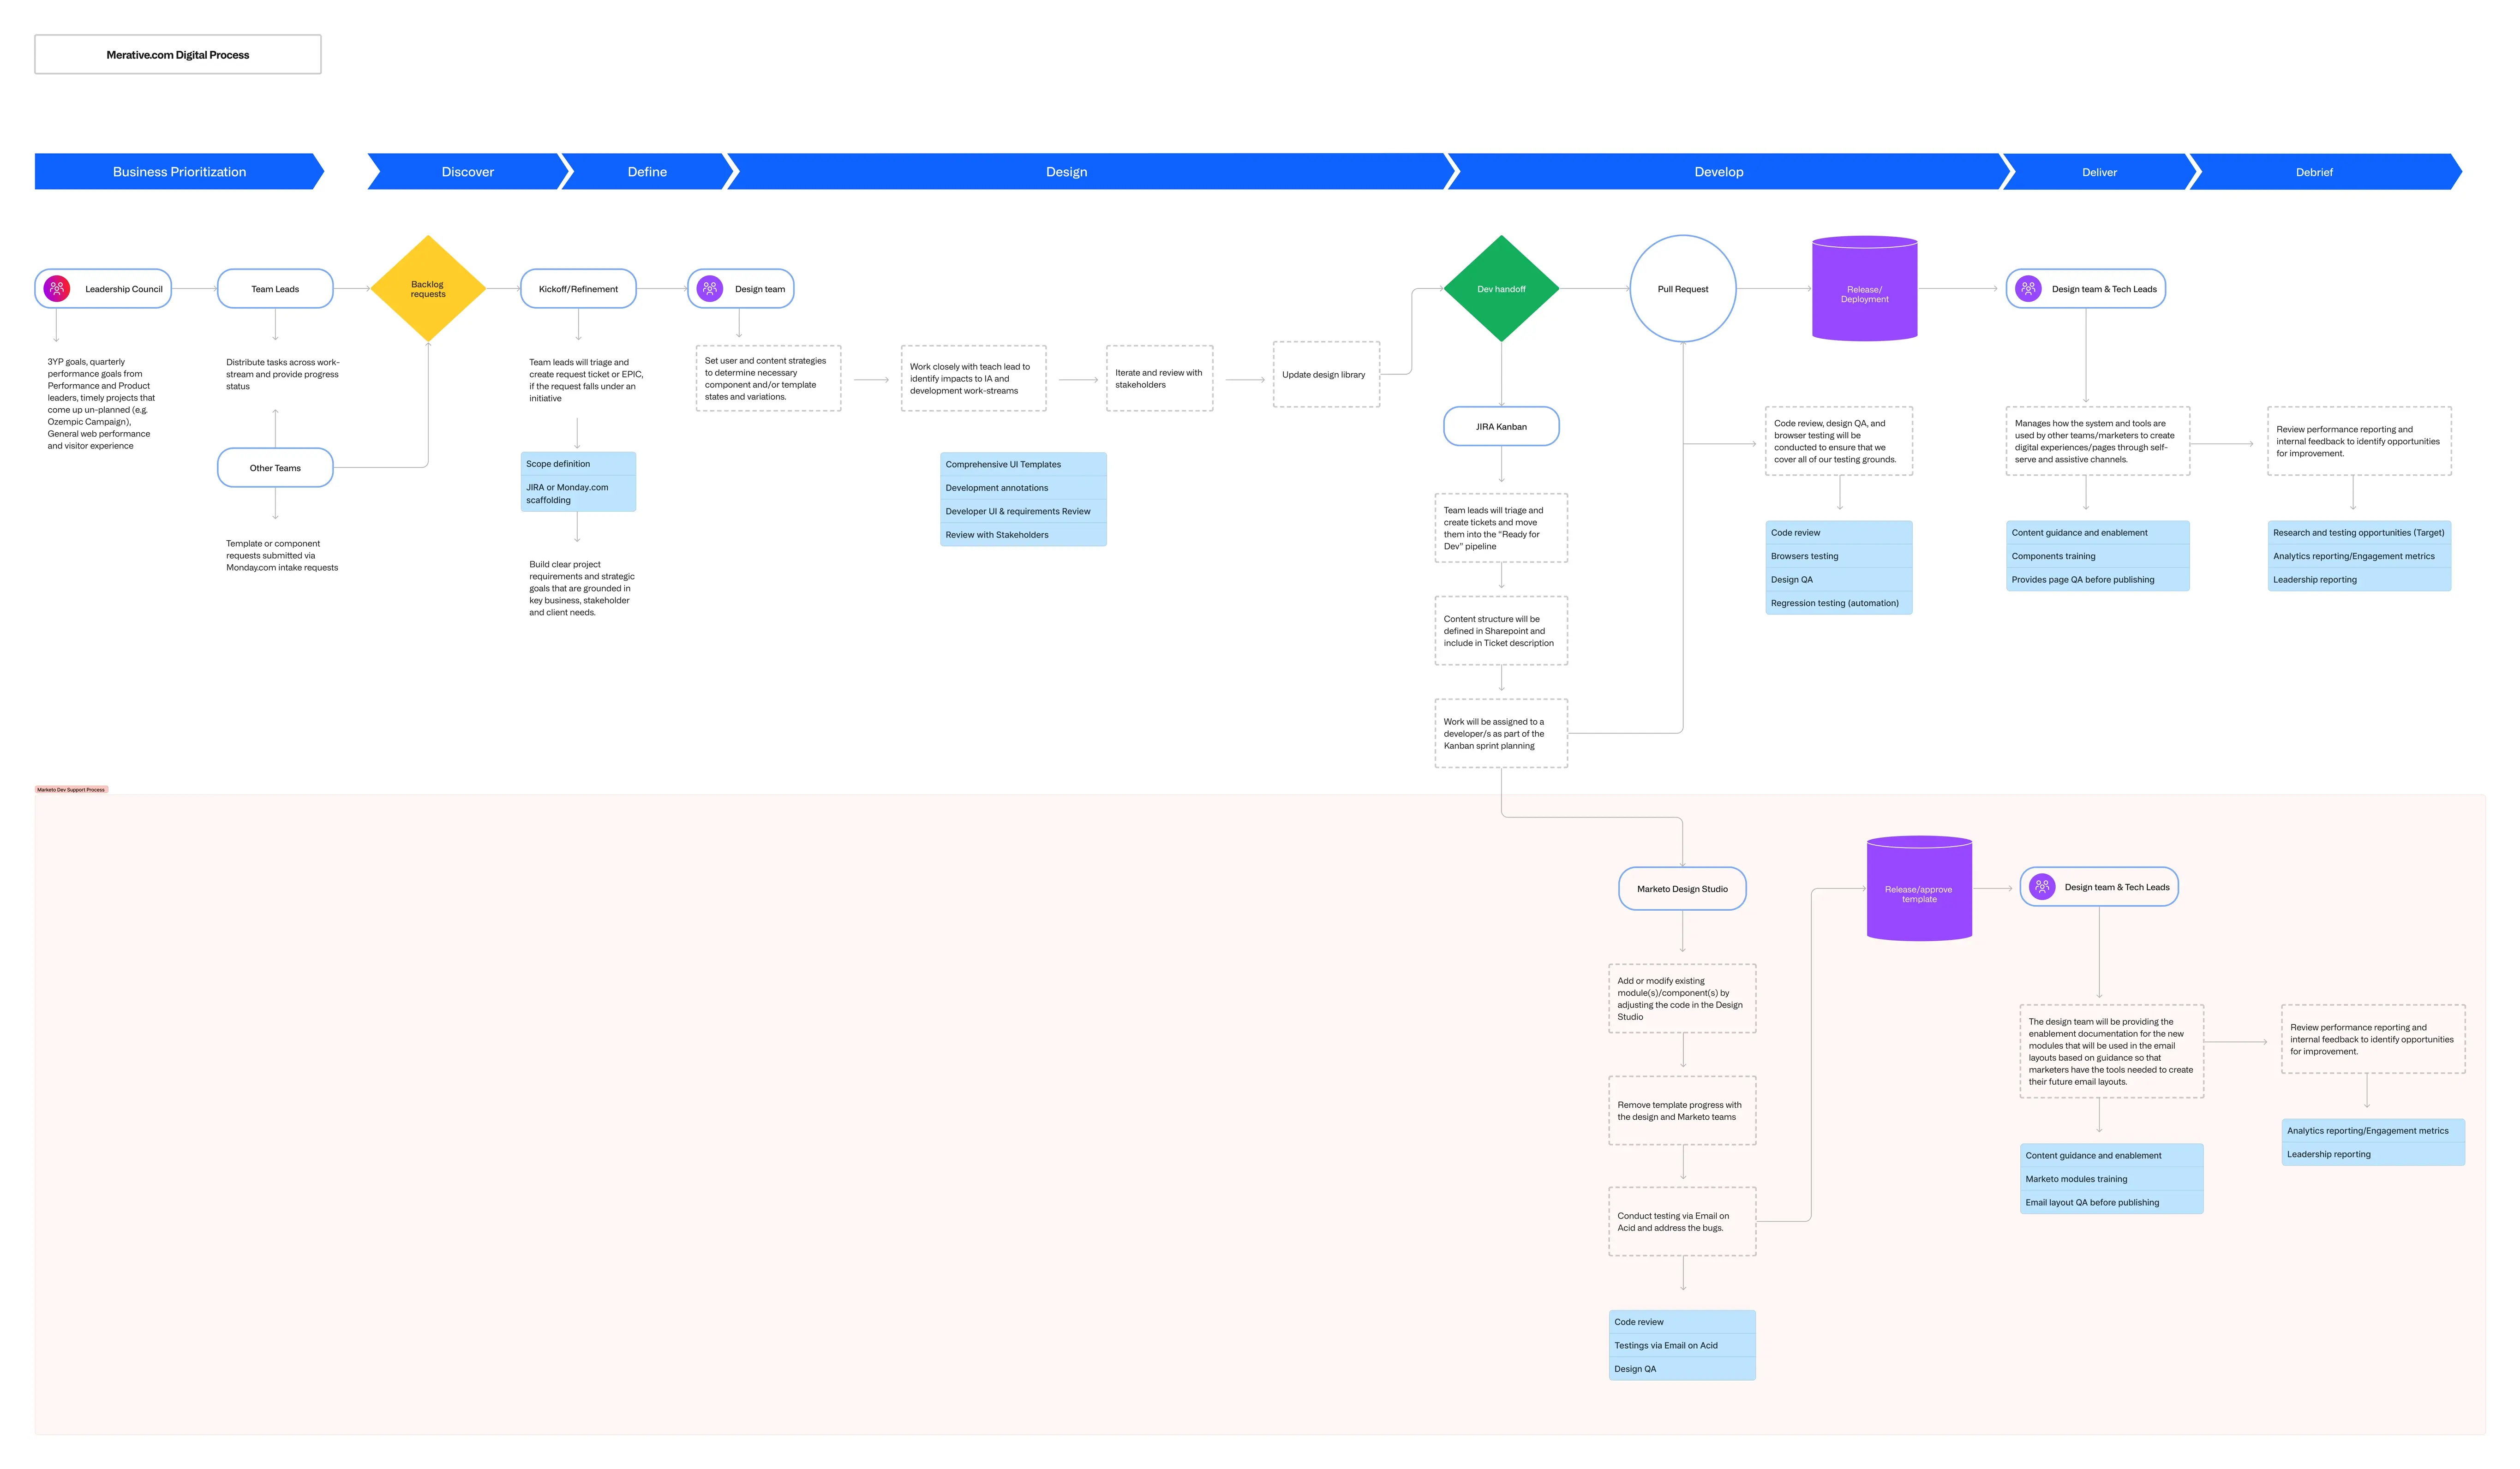 Merative.com Digital Process
Business Prioritization
Discover
Define
Design
Develop
Deliver
Debrief
Leadership Council
Team Leads
Backlog
requests
Kickoff/Refinement
Design team
Dev handoff
Pull Request
Release/
Deployment
Design team & Tech Leads
3YP goals, quarterly
performance goals from
Performance and Product
leaders, timely projects that
come up un-planned (e.g.
Ozempic Campaign),
General web performance
and visitor experience
Distribute tasks across work-
stream and provide progress
status
Other Teams
Template or component
requests submitted via
Monday.com intake requests
Team leads will triage and
create request ticket or EPIC,
if the request falls under an
initiative
Scope definition
JIRA or Monday.com
scaffolding
Build clear project
requirements and strategic
goals that are grounded in
key business, stakeholder
and client needs.
Set user and content strategies
to determine necessary
component and/or template
states and variations.
Work closely with teach lead to
identify impacts to IA and
development work-streams
Iterate and review with
stakeholders
Update design library
Comprehensive UI Templates
Development annotations
Developer UI & requirements Review
Review with Stakeholders
JIRA Kanban
Team leads will triage and
create tickets and move
them into the "Ready for
Dev" pipeline
Content structure will be
defined in Sharepoint and
include in Ticket description
Work will be assigned to a
developer/s as part of the
Kanban sprint planning
Code review, design QA, and
browser testing will be
conducted to ensure that we
cover all of our testing grounds.
Code review
Browsers testing
Design QA
Regression testing (automation)
Manages how the system and tools are
used by other teams/marketers to create
digital experiences/pages through self-
serve and assistive channels.
Content guidance and enablement
Components training
Provides page QA before publishing
Review performance reporting and
internal feedback to identify opportunities
for improvement.
Research and testing opportunities (Target)
Analytics reporting/Engagement metrics
Leadership reporting
Marketo Dev Support Process
Marketo Design Studio
Add or modify existing
module(s)/component(s) by
adjusting the code in the Design
Studio
Remove template progress with
the design and Marketo teams
Conduct testing via Email on
Acid and address the bugs.
Code review
Testings via Email on Acid
Design QA
Release/approve
template
Design team & Tech Leads
The design team will be providing the
enablement documentation for the new
modules that will be used in the email
layouts based on guidance so that
marketers have the tools needed to create
their future email layouts.
Content guidance and enablement
Marketo modules training
Email layout QA before publishing
Review performance reporting and
internal feedback to identify opportunities
for improvement.
Analytics reporting/Engagement metrics
Leadership reporting